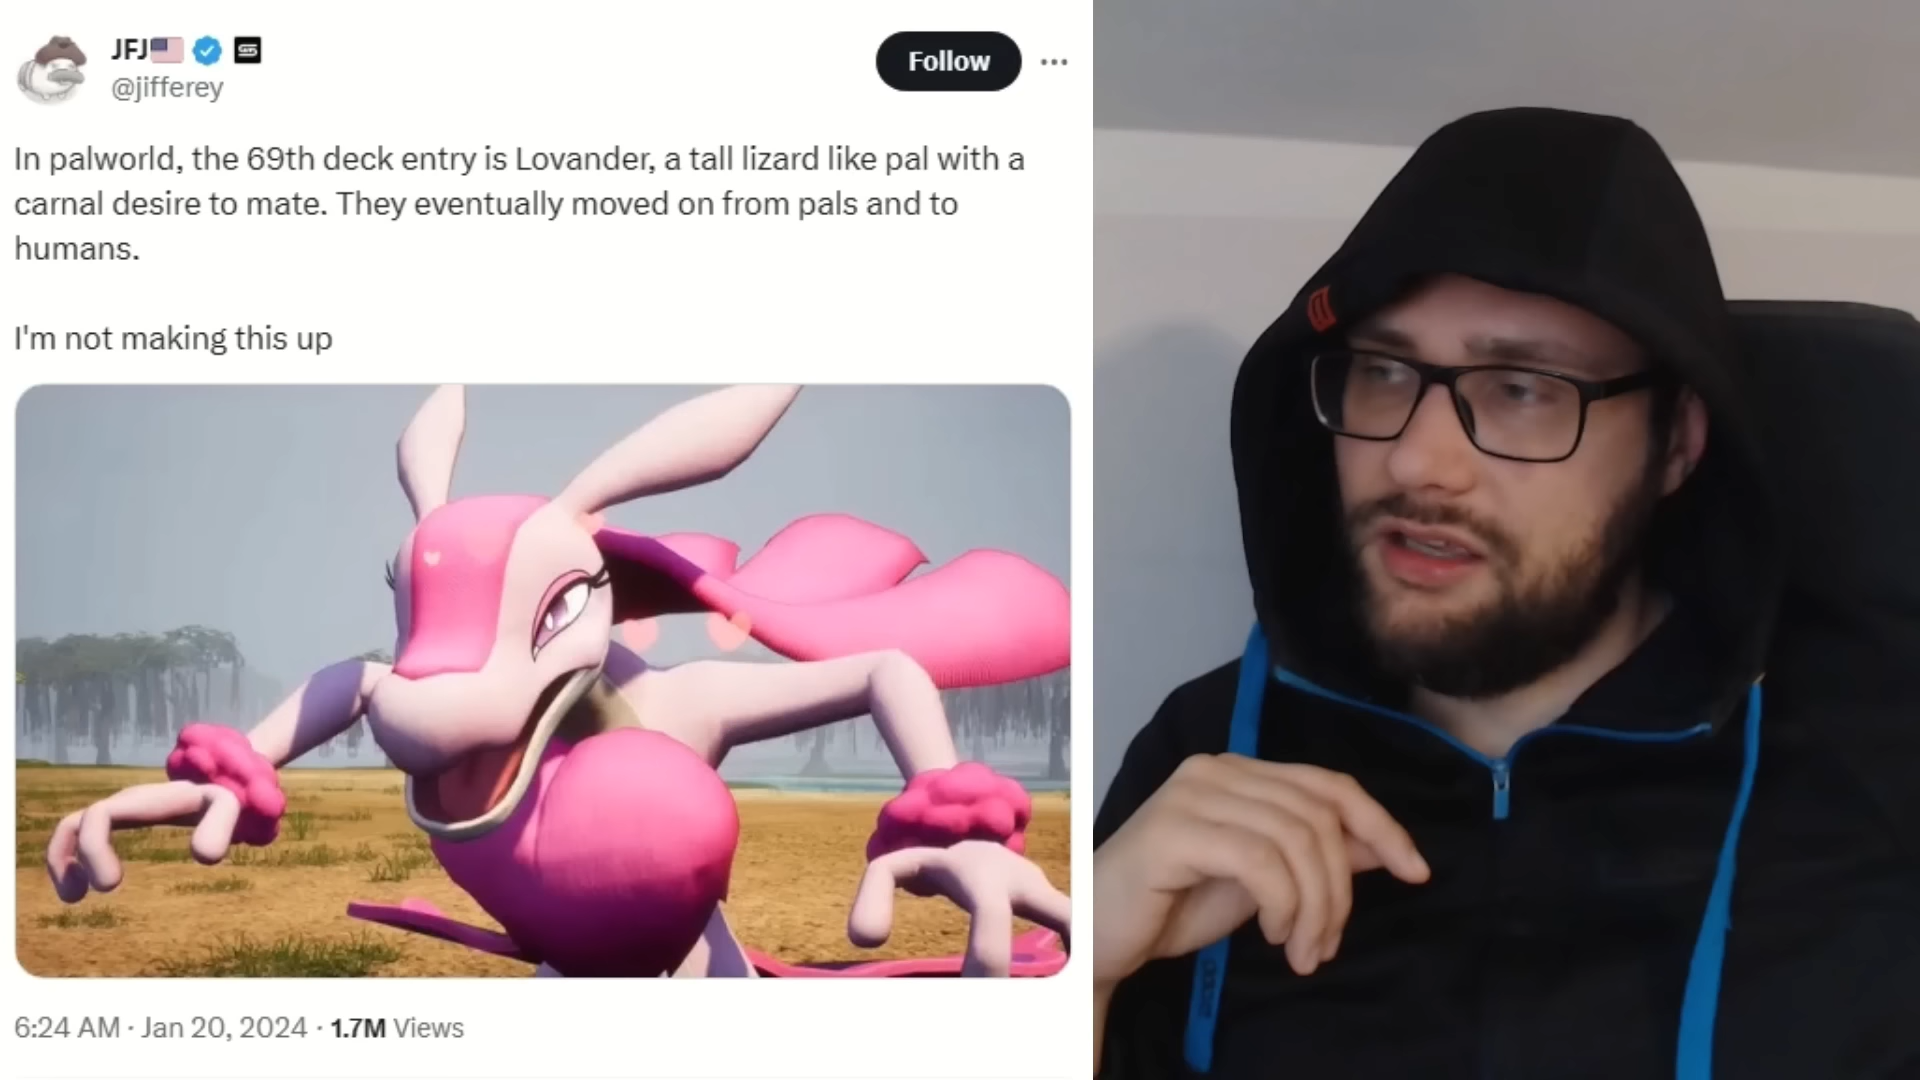 JFJ🇺🇸
@jifferey
Follow
In palworld, the 69th deck entry is Lovander, a tall lizard like pal with a
carnal desire to mate. They eventually moved on from pals and to
humans.
I'm not making this up
6:24 AM · Jan 20, 2024 · 1.7M Views